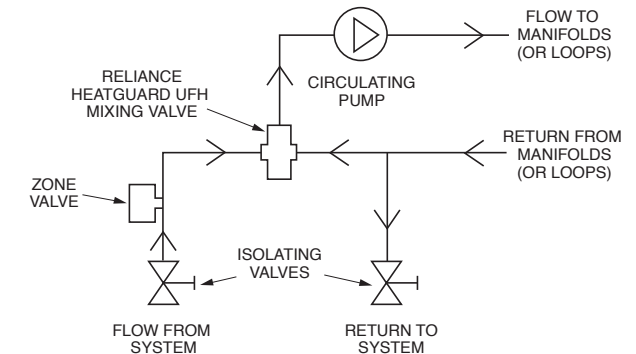 FLOW TO
MANIFOLDS
(OR LOOPS)
RELIANCE
HEATGUARD UFH
MIXING VALVE
CIRCULATING
PUMP
RETURN FROM
MANIFOLDS
(OR LOOPS)
ZONE
VALVE
ISOLATING
VALVES
FLOW FROM
SYSTEM
RETURN TO
SYSTEM